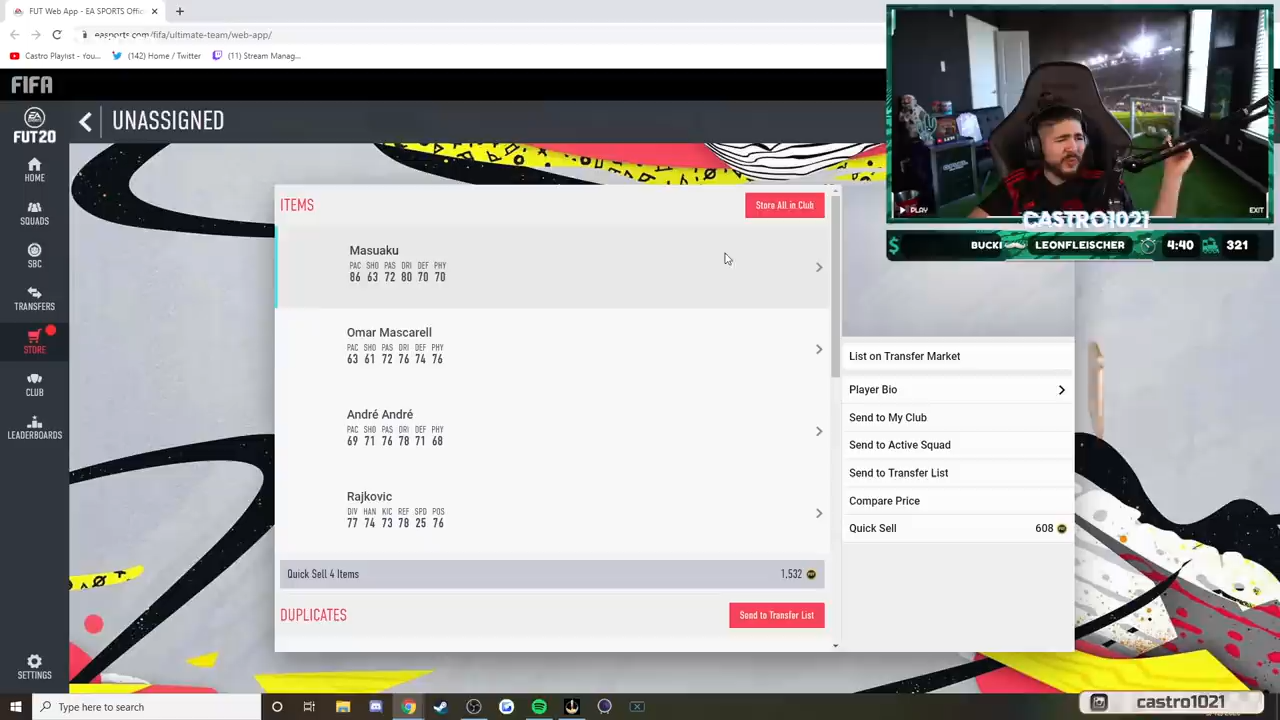 FUT Web App - EA SPORTS Offici
easports.com/fifa/ultimate-team/web-app/
Castro Playlist - You...
(142) Home / Twitter
(11) Stream Manag...
FIFA
EA SPORTS
FUT20
UNASSIGNED
HOME
SQUADS
SBC
TRANSFERS
STORE
CLUB
LEADERBOARDS
SETTINGS
ITEMS
Store All in Club
Masuaku
PAC SHO PAS DRI DEF PHY
86 63 72 80 70 70
Omar Mascarell
PAC SHO PAS DRI DEF PHY
63 61 72 76 74 76
André André
PAC SHO PAS DRI DEF PHY
69 71 76 78 71 68
Rajkovic
DIV HAN KIC REF SPD POS
77 74 73 78 25 76
Quick Sell 4 Items 1,532
DUPLICATES
Send to Transfer List
List on Transfer Market
Player Bio
Send to My Club
Send to Active Squad
Send to Transfer List
Compare Price
Quick Sell 608
PLAY
EXIT
CASTRO1021
BUCKI LEONFLEISCHER 4:40 321
Type here to search
castro1021